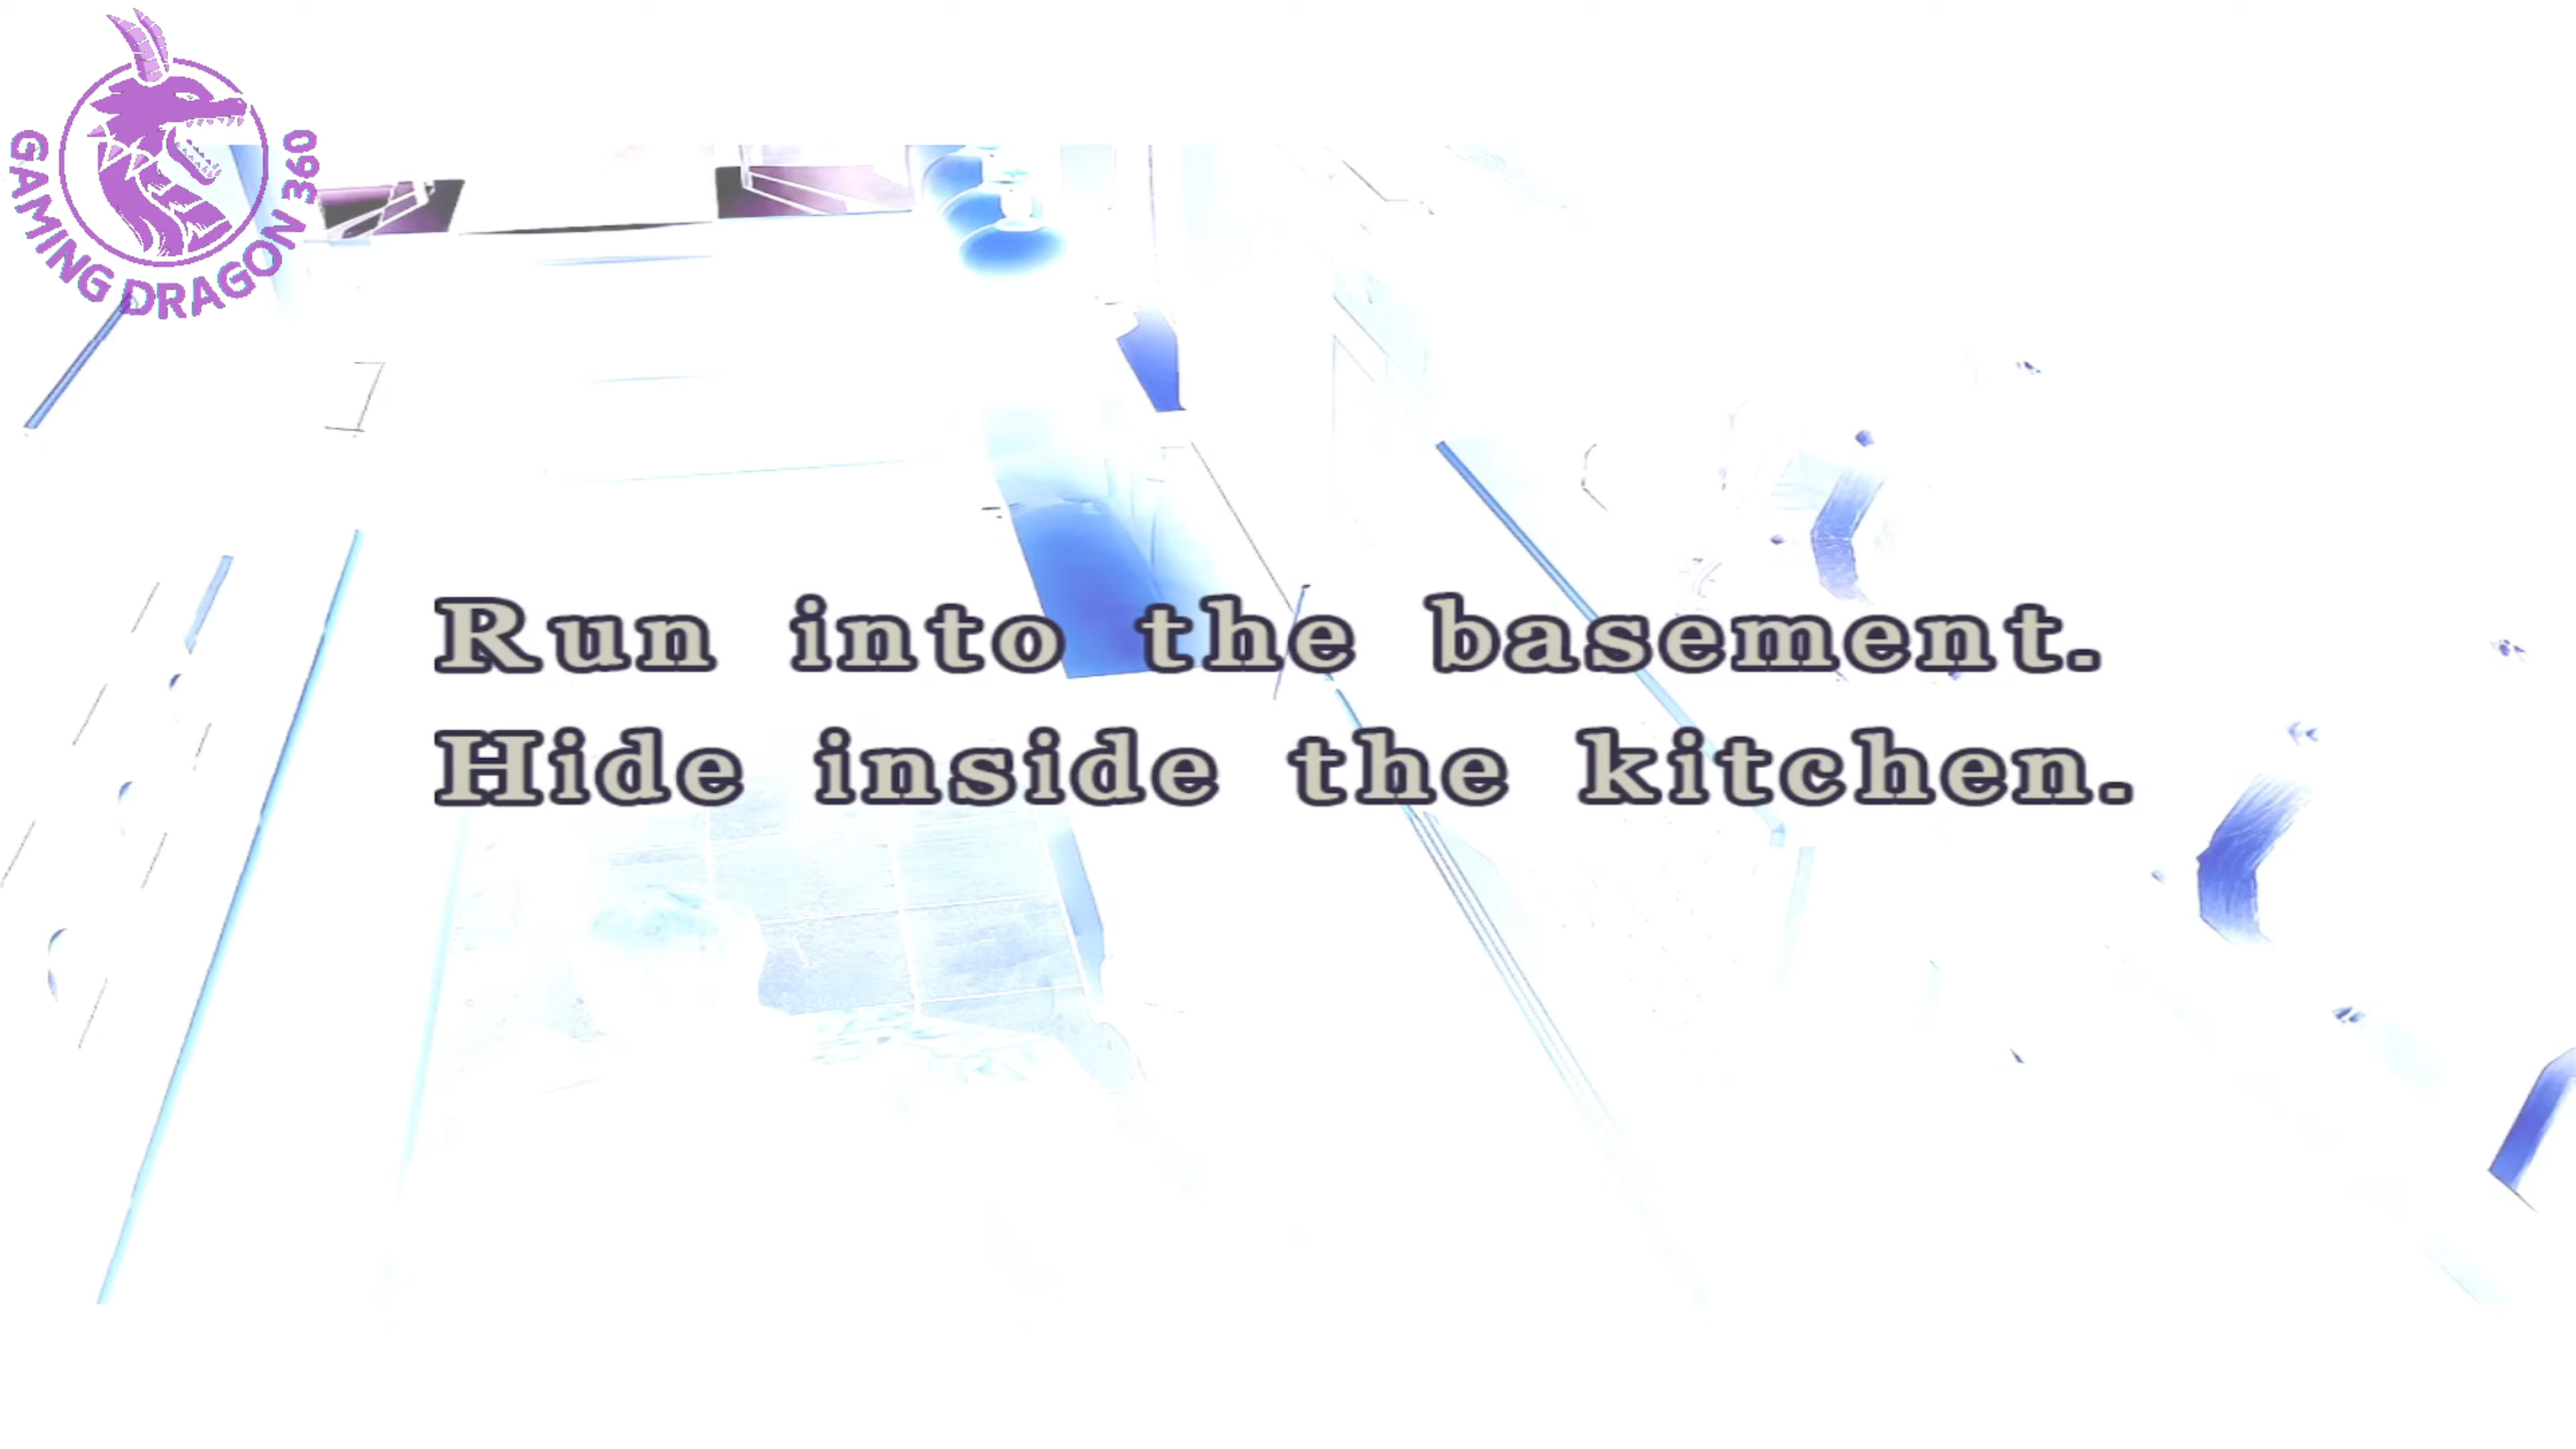 GAMING DRAGON 360
Run into the basement.
Hide inside the kitchen.